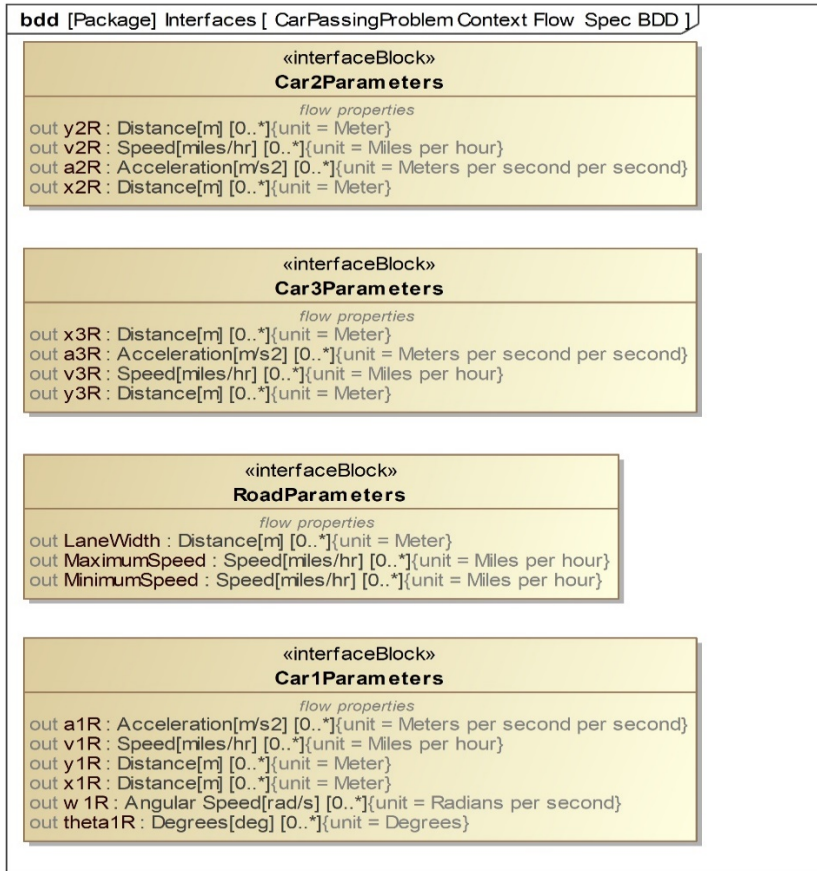 bdd [Package] Interfaces [ CarPassingProblem Context Flow Spec BDD ]
«interfaceBlock»
Car2Parameters
flow properties
out y2R : Distance[m] [0..*]{unit = Meter}
out v2R : Speed[miles/hr] [0..*]{unit = Miles per hour}
out a2R : Acceleration[m/s2] [0..*]{unit = Meters per second per second}
out x2R : Distance[m] [0..*]{unit = Meter}
«interfaceBlock»
Car3Parameters
flow properties
out x3R : Distance[m] [0..*]{unit = Meter}
out a3R : Acceleration[m/s2] [0..*]{unit = Meters per second per second}
out v3R : Speed[miles/hr] [0..*]{unit = Miles per hour}
out y3R : Distance[m] [0..*]{unit = Meter}
«interfaceBlock»
RoadParameters
flow properties
out LaneWidth : Distance[m] [0..*]{unit = Meter}
out MaximumSpeed : Speed[miles/hr] [0..*]{unit = Miles per hour}
out MinimumSpeed : Speed[miles/hr] [0..*]{unit = Miles per hour}
«interfaceBlock»
Car1Parameters
flow properties
out a1R : Acceleration[m/s2] [0..*]{unit = Meters per second per second}
out v1R : Speed[miles/hr] [0..*]{unit = Miles per hour}
out y1R : Distance[m] [0..*]{unit = Meter}
out x1R : Distance[m] [0..*]{unit = Meter}
out w1R : Angular Speed[rad/s] [0..*]{unit = Radians per second}
out theta1R : Degrees[deg] [0..*]{unit = Degrees}